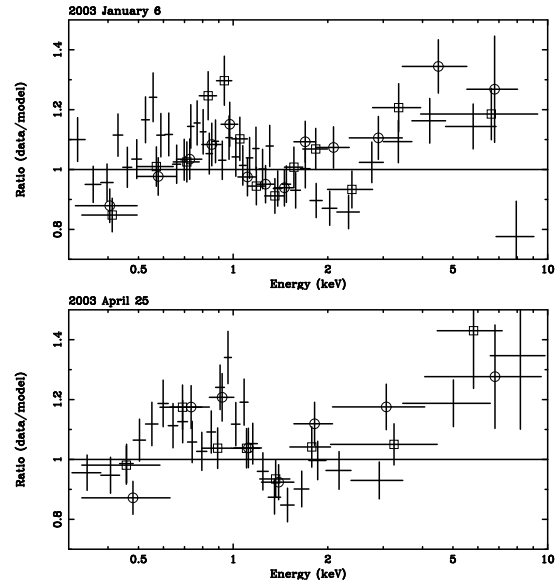 2003 January 6
1.4
1.2
1
0.8
Ratio (data/model)
0.5 1 2 5 10
Energy (keV)
2003 April 25
1.4
1.2
1
0.8
Ratio (data/model)
0.5 1 2 5 10
Energy (keV)